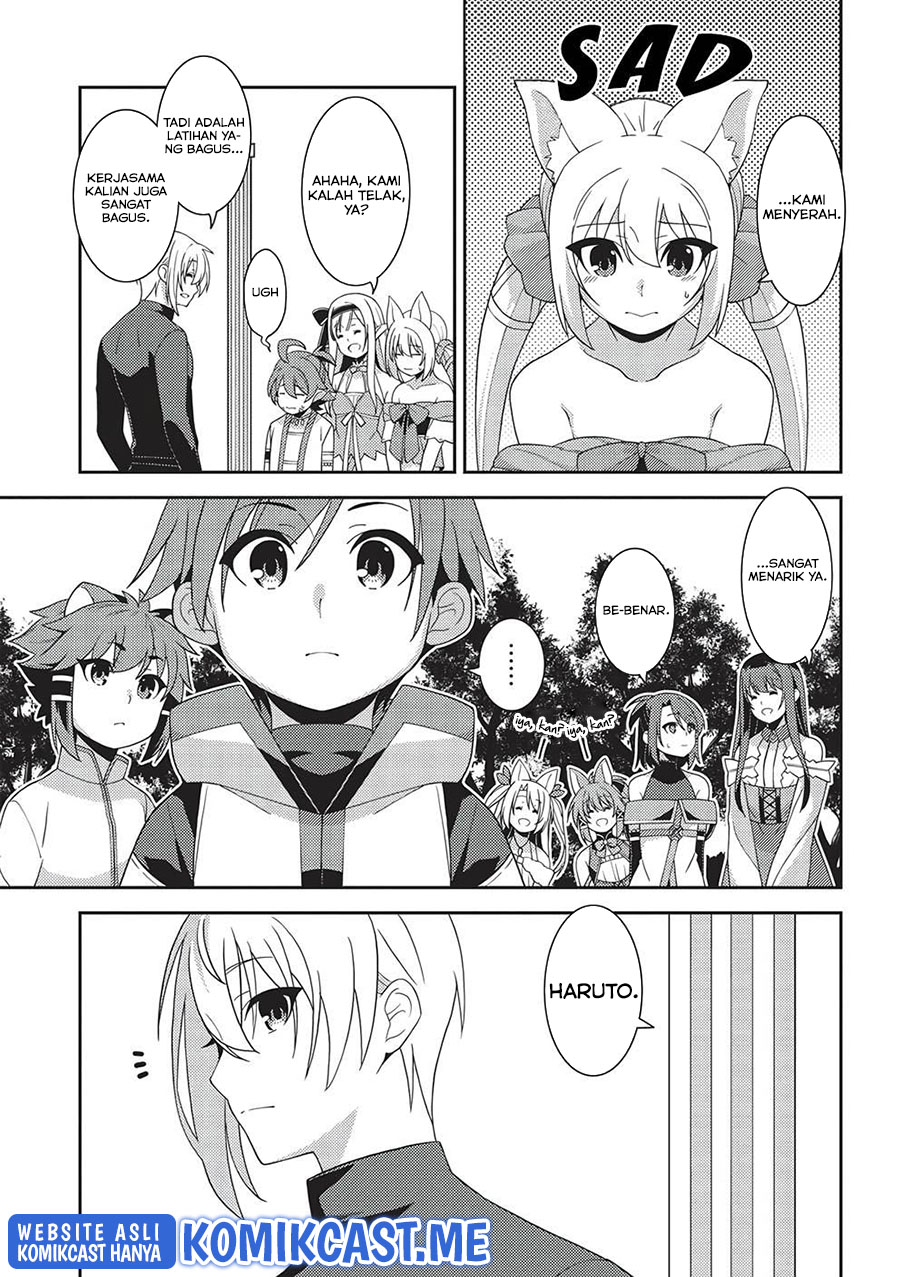 SAD
...KAMI
MENYERAH.
AHAHA, KAMI
KALAH TELAK,
YA?
UGH
TADI ADALAH
LATIHAN YA-
NG BAGUS...
KERJASAMA
KALIAN JUGA
SANGAT
BAGUS.
...SANGAT
MENARIK YA.
BE-BENAR.
iya, kan? iya, kan?
......
HARUTO.
WEBSITE ASLI
KOMIKCAST HANYA
KOMIKCAST.ME